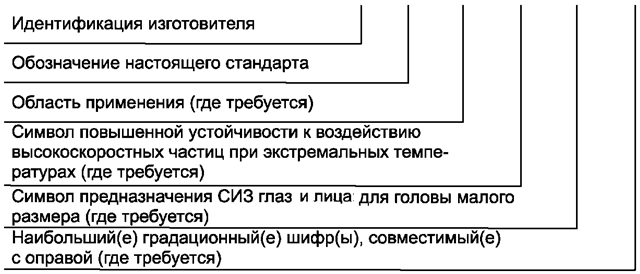 Идентификация изготовителя
Обозначение настоящего стандарта
Область применения (где требуется)
Символ повышенной устойчивости к воздействию
высокоскоростных частиц при экстремальных темпе-
ратурах (где требуется)
Символ предназначения СИЗ глаз и лица для головы малого
размера (где требуется)
Наибольший(е) градационный(е) шифр(ы), совместимый(е)
с оправой (где требуется)